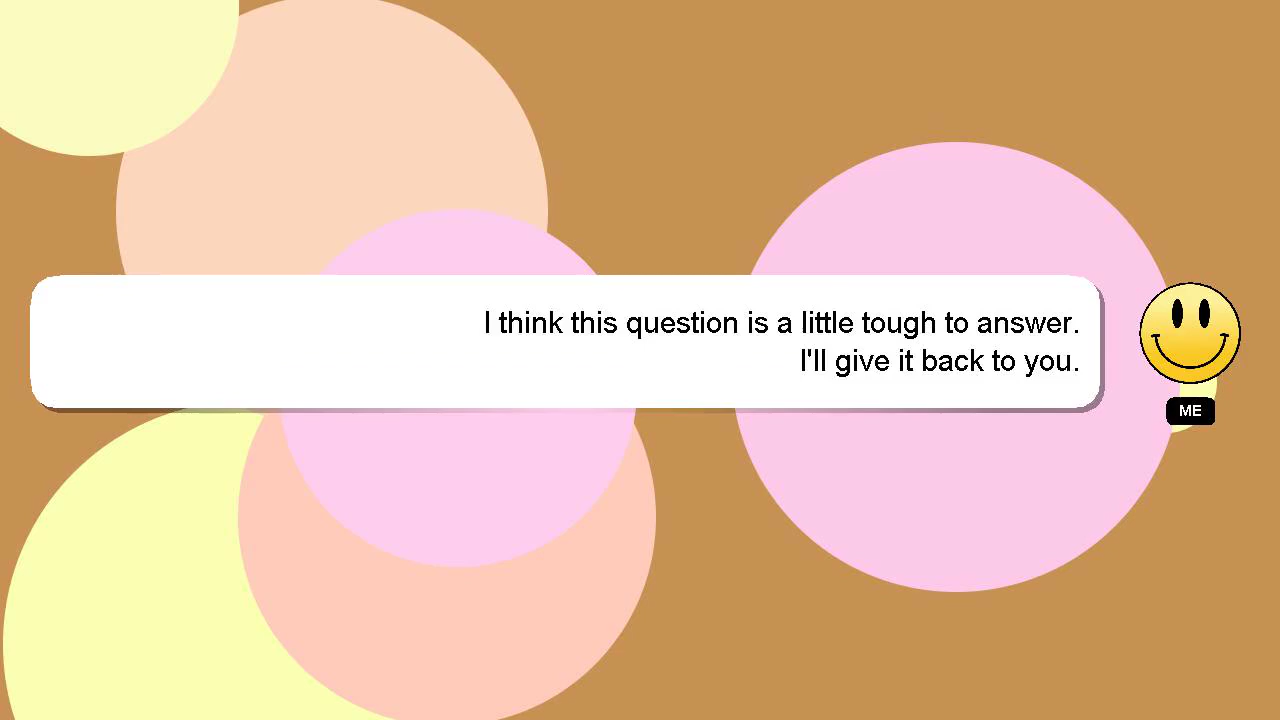 I think this question is a little tough to answer.
I'll give it back to you.
ME